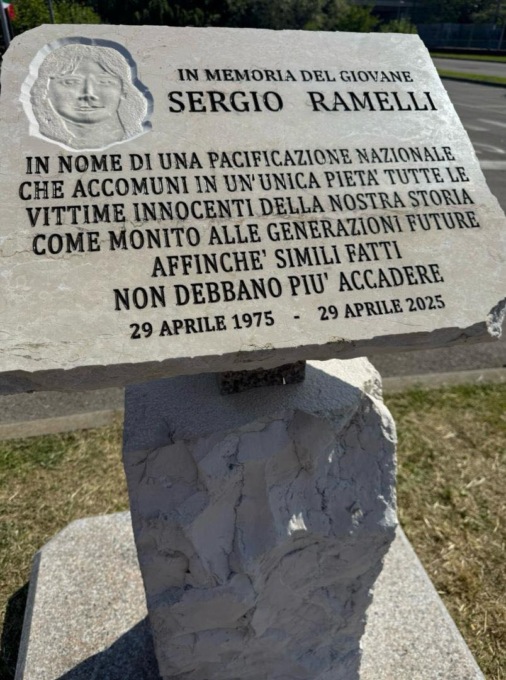 IN MEMORIA DEL GIOVANE
SERGIO RAMELLI
IN NOME DI UNA PACIFICAZIONE NAZIONALE
CHE ACCOMUNI IN UN'UNICA PIETA' TUTTE LE
VITTIME INNOCENTI DELLA NOSTRA STORIA
COME MONITO ALLE GENERAZIONI FUTURE
AFFINCHE' SIMILI FATTI
NON DEBBANO PIU' ACCADERE
29 APRILE 1975 - 29 APRILE 2025